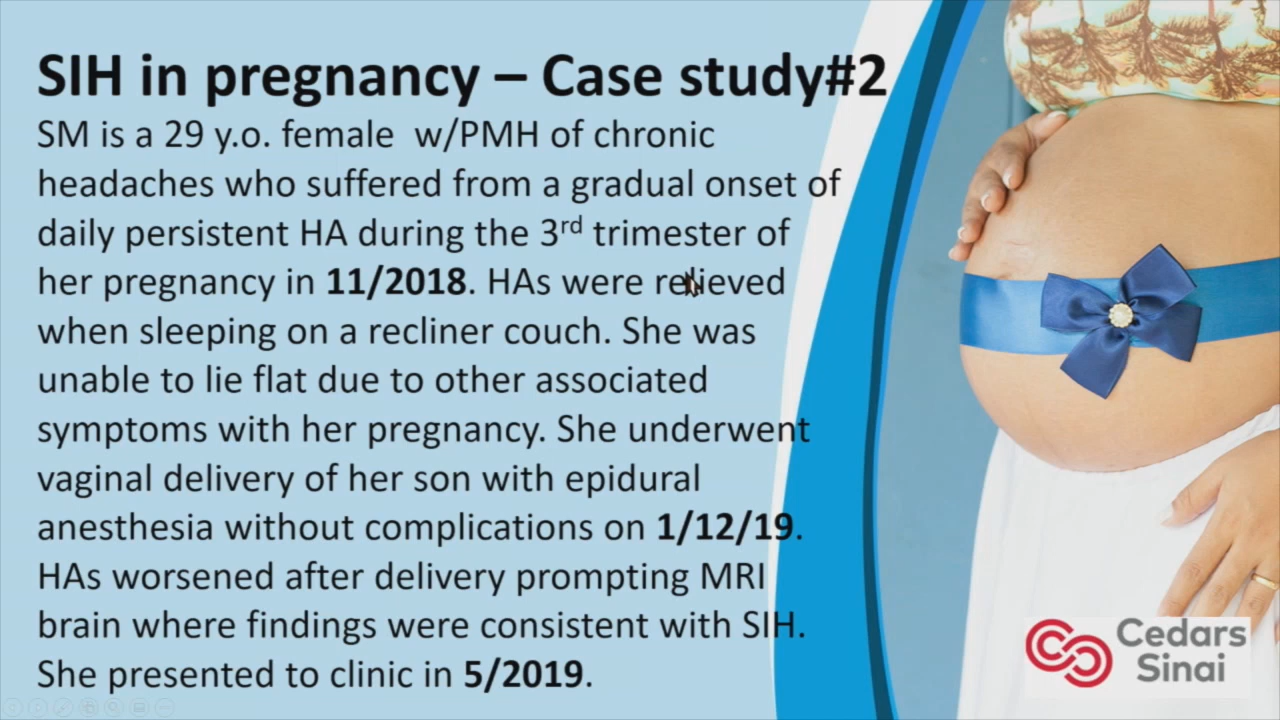 SIH in pregnancy – Case study#2
SM is a 29 y.o. female  w/PMH of chronic
headaches who suffered from a gradual onset of
daily persistent HA during the 3rd trimester of
her pregnancy in 11/2018. HAs were relieved
when sleeping on a recliner couch. She was
unable to lie flat due to other associated
symptoms with her pregnancy. She underwent
vaginal delivery of her son with epidural
anesthesia without complications on 1/12/19.
HAs worsened after delivery prompting MRI
brain where findings were consistent with SIH.
She presented to clinic in 5/2019.
Cedars
Sinai